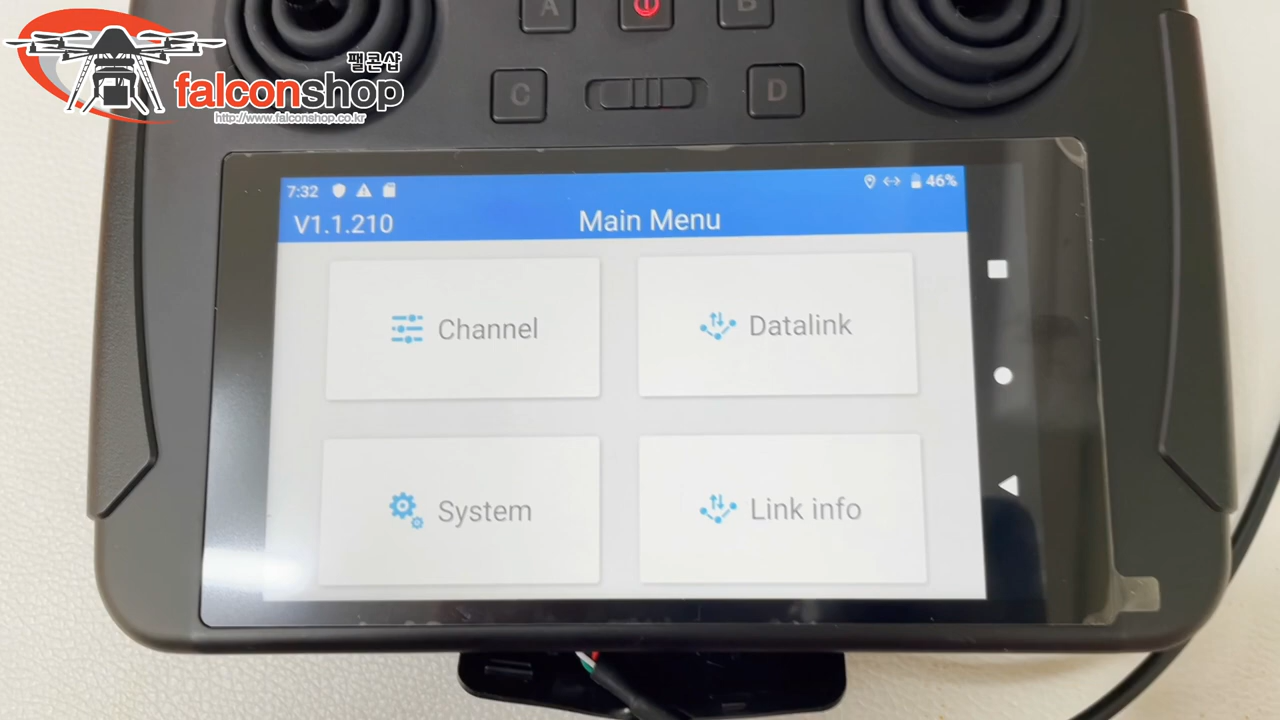 A
B
팰콘샵
falconshop
http://www.falconshop.co.kr
C
D
7:32
46%
V1.1.210
Main Menu
Channel
Datalink
System
Link info